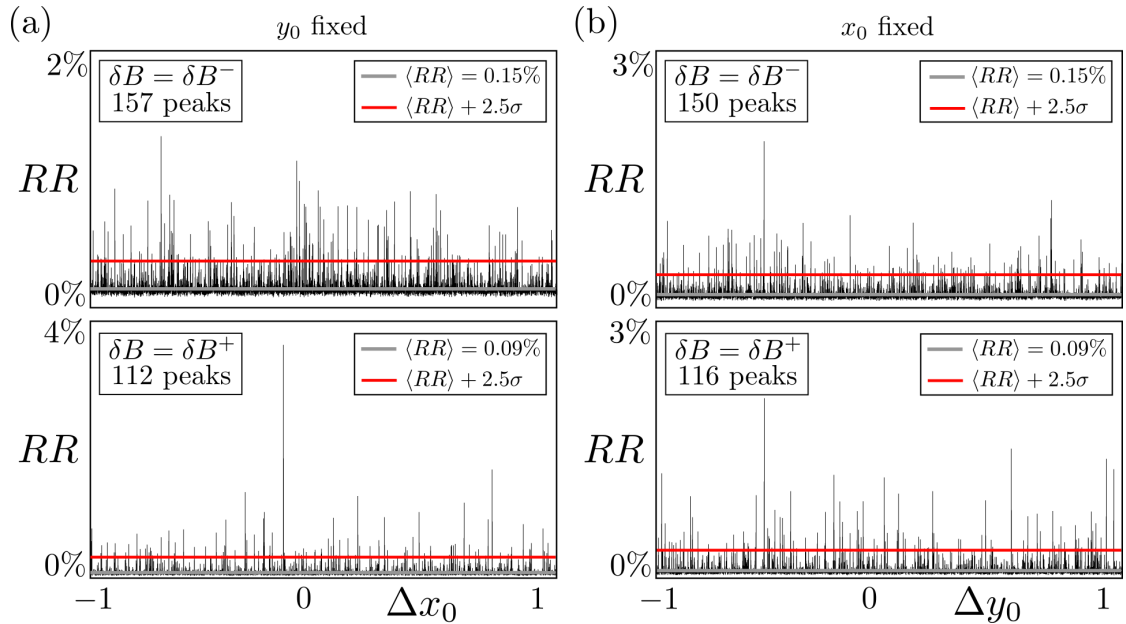 (a)
y₀ fixed
2%
δB = δB⁻
157 peaks
⟨RR⟩ = 0.15%
⟨RR⟩ + 2.5σ
RR
0%
4%
δB = δB⁺
112 peaks
⟨RR⟩ = 0.09%
⟨RR⟩ + 2.5σ
RR
0%
−1
0
Δx₀
1
(b)
x₀ fixed
3%
δB = δB⁻
150 peaks
⟨RR⟩ = 0.15%
⟨RR⟩ + 2.5σ
RR
0%
3%
δB = δB⁺
116 peaks
⟨RR⟩ = 0.09%
⟨RR⟩ + 2.5σ
RR
0%
−1
0
Δy₀
1